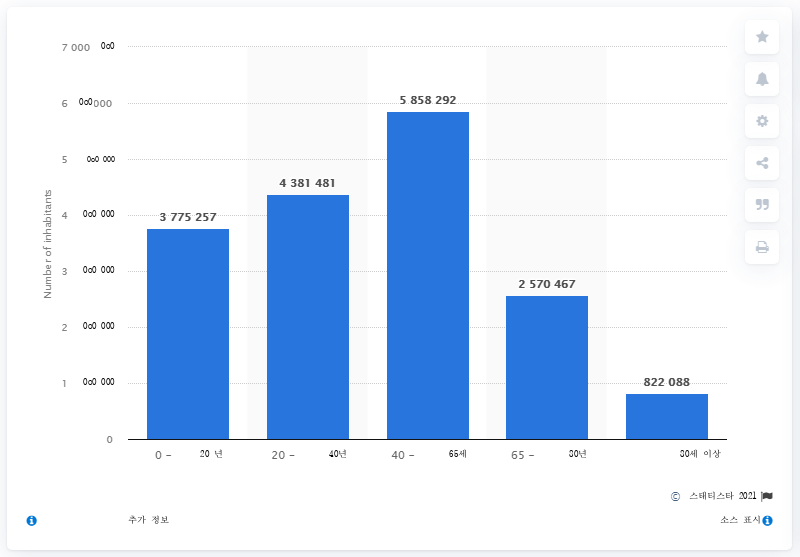 7 000 000
6 000 000
5 000 000
4 000 000
3 000 000
2 000 000
1 000 000
0
Number of inhabitants
3 775 257
4 381 481
5 858 292
2 570 467
822 088
0 – 20 년
20 – 40년
40 – 65세
65 – 80년
80세 이상
© 스태티스타 2021
추가 정보
소스 표시